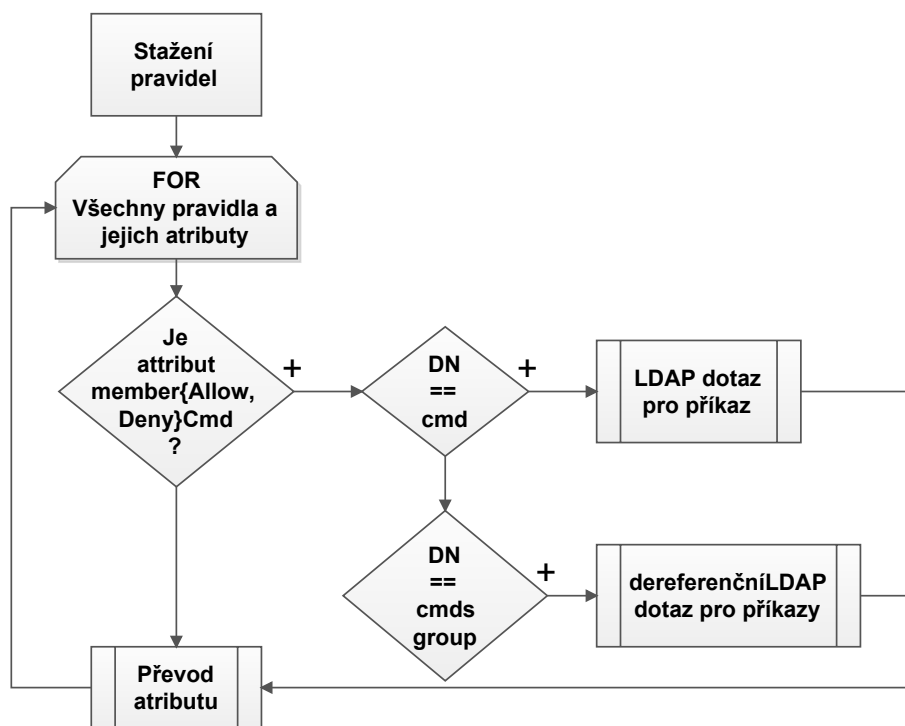 Stažení
pravidel
FOR
Všechny pravidla a
jejich atributy
Je
attribut
member{Allow,
Deny}Cmd
?
+
DN
==
cmd
+
LDAP dotaz
pro příkaz
DN
==
cmds
group
+
dereferenčníLDAP
dotaz pro příkazy
Převod
atributu